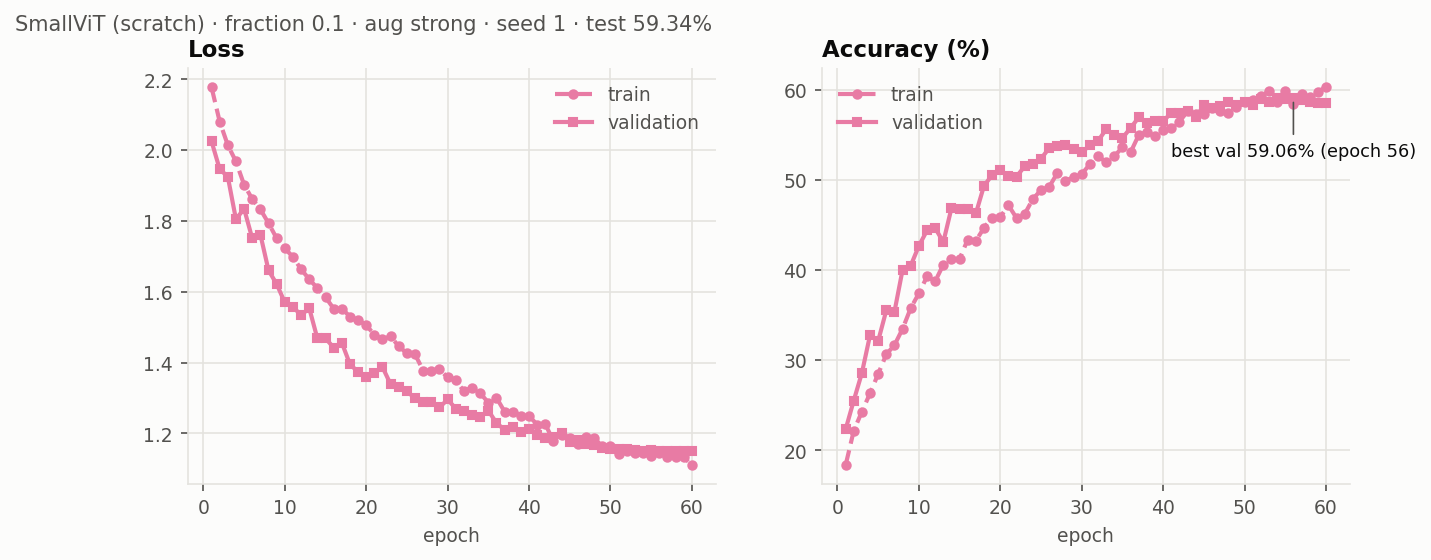 SmallViT (scratch) · fraction 0.1 · aug strong · seed 1 · test 59.34%
Loss
2.2
2.0
1.8
1.6
1.4
1.2
0 10 20 30 40 50 60
epoch
train
validation
Accuracy (%)
60
50
40
30
20
0 10 20 30 40 50 60
epoch
train
validation
best val 59.06% (epoch 56)